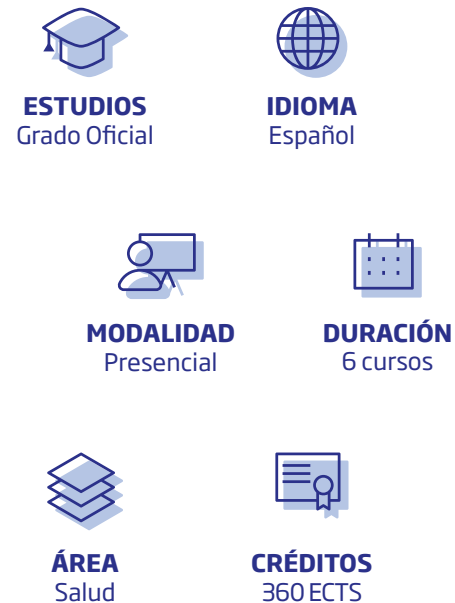 ESTUDIOS
Grado Oficial
IDIOMA
Español
MODALIDAD
Presencial
DURACIÓN
6 cursos
ÁREA
Salud
CRÉDITOS
360 ECTS